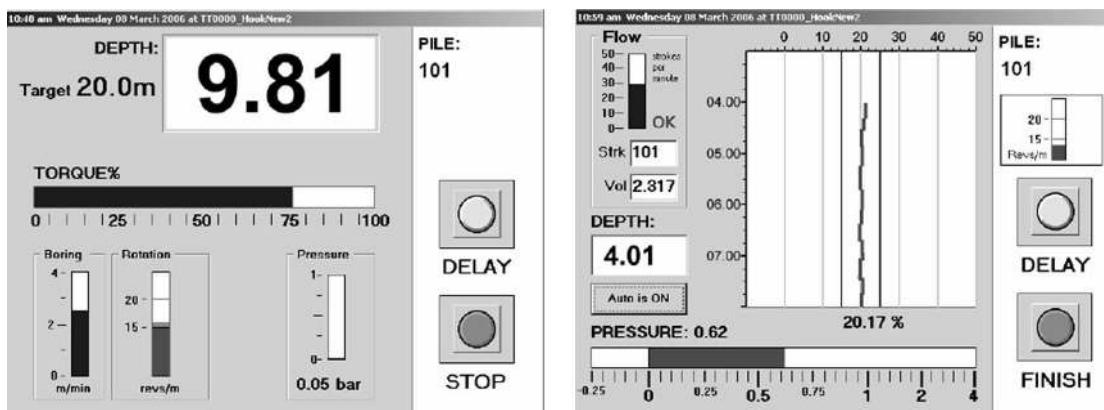 10:40 am Wednesday 08 March 2006 at TT0000_HookNew2
DEPTH:
Target 20.0m
9.81
PILE:
101
TORQUE%
0 25 50 75 100
Boring
4
2
0
m/min
Rotation
20
15
revs/m
Pressure
1
0
0.05 bar
DELAY
STOP
10:59 am Wednesday 08 March 2006 at TT0000_HookNew2
Flow
50
40
30
20
10
0
strokes
per
minute
OK
Strk 101
Vol 2.817
DEPTH:
4.01
Auto is ON
0 10 20 30 40 50
04.00
05.00
06.00
07.00
20.17 %
PRESSURE: 0.62
-0.25 0 0.25 0.5 0.75 1 2 4
PILE:
101
20
15
Revs/m
DELAY
FINISH